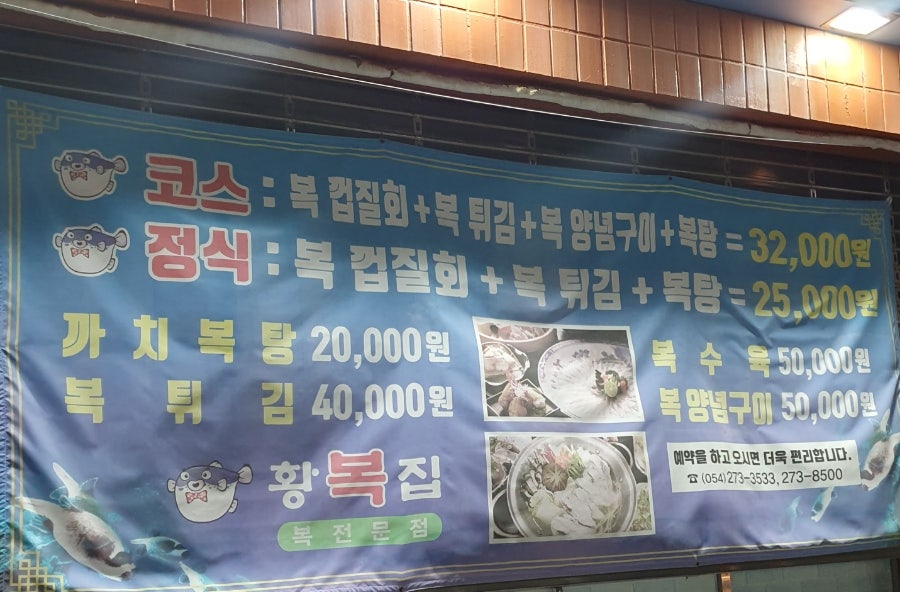 코스 : 복 껍질회 + 복 튀김 + 복 양념구이 + 복탕 = 32,000원
정식 : 복 껍질회 + 복 튀김 + 복탕 = 25,000원
까치복탕 20,000원
복튀김 40,000원
복수육 50,000원
복양념구이 50,000원
황복집
복전문점
예약을 하고 오시면 더욱 편리합니다.
☎ (054)273-3533, 273-8500